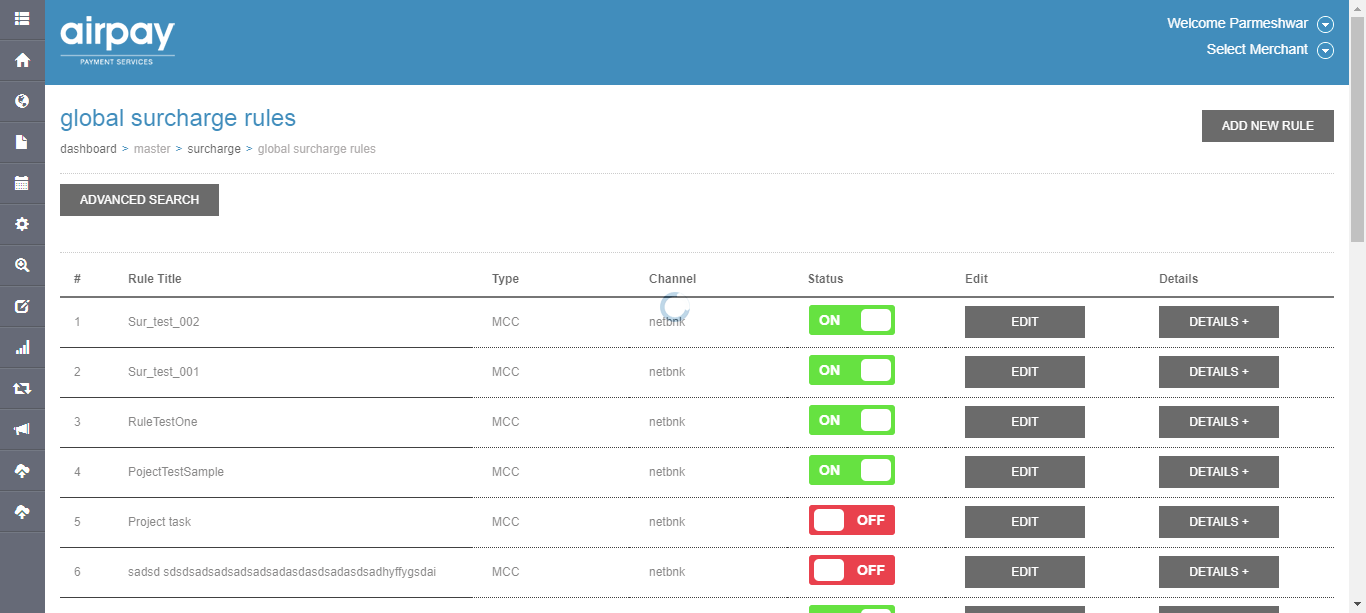 airpay
PAYMENT SERVICES
Welcome Parmeshwar
Select Merchant
global surcharge rules
ADD NEW RULE
dashboard > master > surcharge > global surcharge rules
ADVANCED SEARCH
# Rule Title Type Channel Status Edit Details
1 Sur_test_002 MCC netbnk ON EDIT DETAILS +
2 Sur_test_001 MCC netbnk ON EDIT DETAILS +
3 RuleTestOne MCC netbnk ON EDIT DETAILS +
4 PojectTestSample MCC netbnk ON EDIT DETAILS +
5 Project task MCC netbnk OFF EDIT DETAILS +
6 sadsd sdsdsadsadsadsadsadasdasdsadasdsadhyffygsdai MCC netbnk OFF EDIT DETAILS +